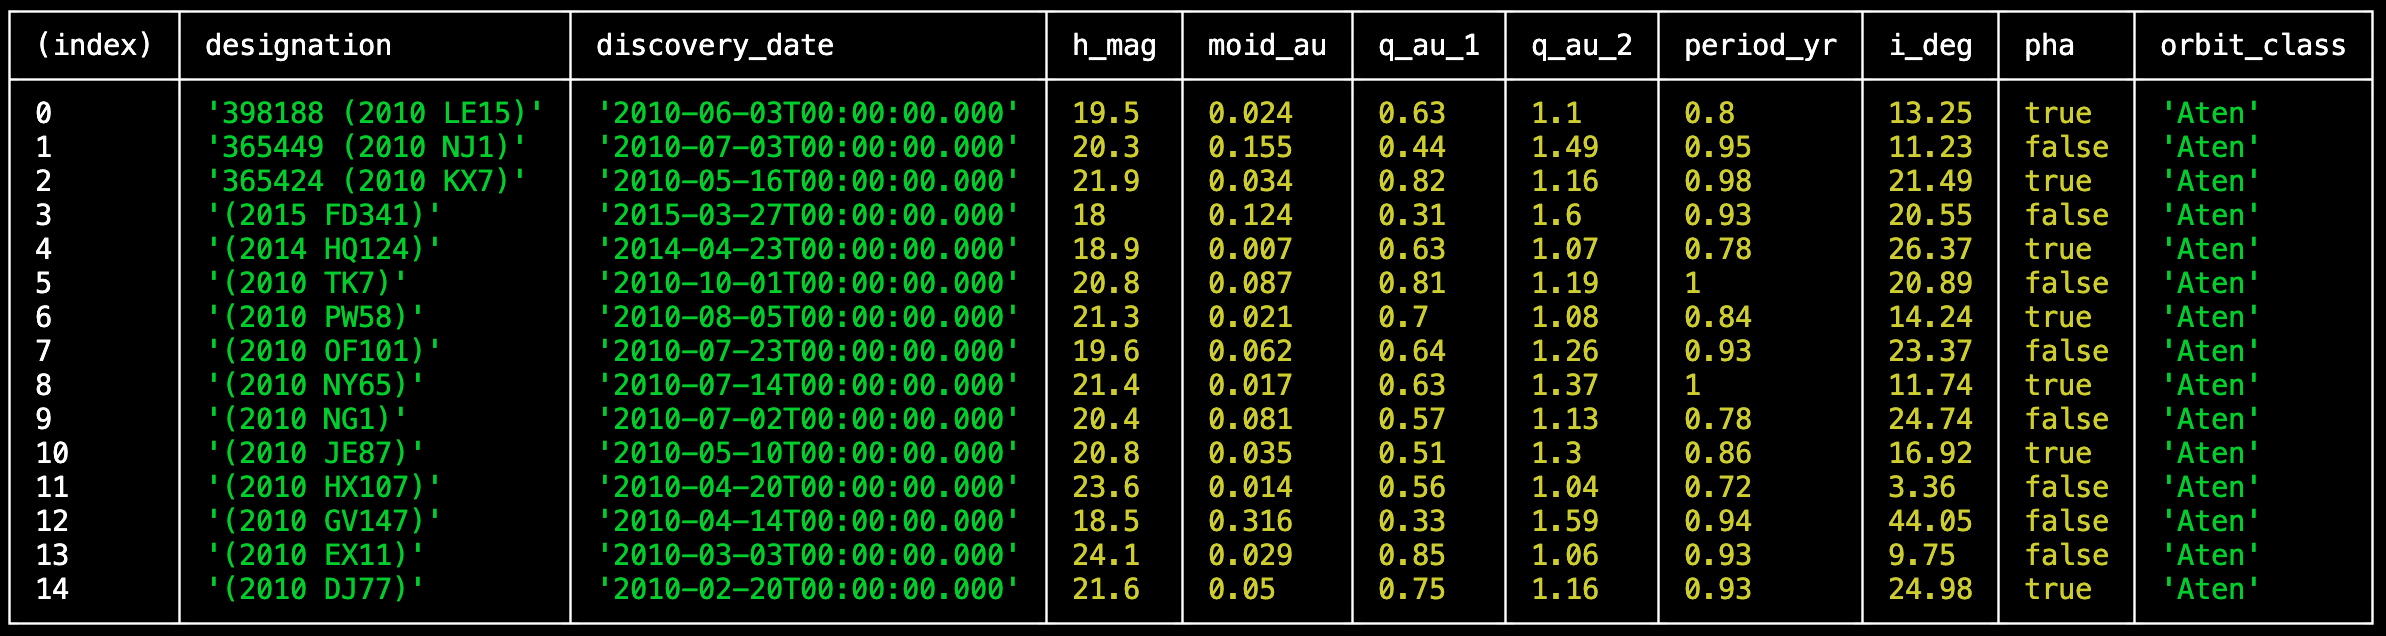 (index) designation discovery_date h_mag moid_au q_au_1 q_au_2 period_yr i_deg pha orbit_class
0 '398188 (2010 LE15)' '2010-06-03T00:00:00.000' 19.5 0.024 0.63 1.1 0.8 13.25 true 'Aten'
1 '365449 (2010 NJ1)' '2010-07-03T00:00:00.000' 20.3 0.155 0.44 1.49 0.95 11.23 false 'Aten'
2 '365424 (2010 KX7)' '2010-05-16T00:00:00.000' 21.9 0.034 0.82 1.16 0.98 21.49 true 'Aten'
3 '(2015 FD341)' '2015-03-27T00:00:00.000' 18 0.124 0.31 1.6 0.93 20.55 false 'Aten'
4 '(2014 HQ124)' '2014-04-23T00:00:00.000' 18.9 0.007 0.63 1.07 0.78 26.37 true 'Aten'
5 '(2010 TK7)' '2010-10-01T00:00:00.000' 20.8 0.087 0.81 1.19 1 20.89 false 'Aten'
6 '(2010 PW58)' '2010-08-05T00:00:00.000' 21.3 0.021 0.7 1.08 0.84 14.24 true 'Aten'
7 '(2010 OF101)' '2010-07-23T00:00:00.000' 19.6 0.062 0.64 1.26 0.93 23.37 false 'Aten'
8 '(2010 NY65)' '2010-07-14T00:00:00.000' 21.4 0.017 0.63 1.37 1 11.74 true 'Aten'
9 '(2010 NG1)' '2010-07-02T00:00:00.000' 20.4 0.081 0.57 1.13 0.78 24.74 false 'Aten'
10 '(2010 JE87)' '2010-05-10T00:00:00.000' 20.8 0.035 0.51 1.3 0.86 16.92 true 'Aten'
11 '(2010 HX107)' '2010-04-20T00:00:00.000' 23.6 0.014 0.56 1.04 0.72 3.36 false 'Aten'
12 '(2010 GV147)' '2010-04-14T00:00:00.000' 18.5 0.316 0.33 1.59 0.94 44.05 false 'Aten'
13 '(2010 EX11)' '2010-03-03T00:00:00.000' 24.1 0.029 0.85 1.06 0.93 9.75 false 'Aten'
14 '(2010 DJ77)' '2010-02-20T00:00:00.000' 21.6 0.05 0.75 1.16 0.93 24.98 true 'Aten'